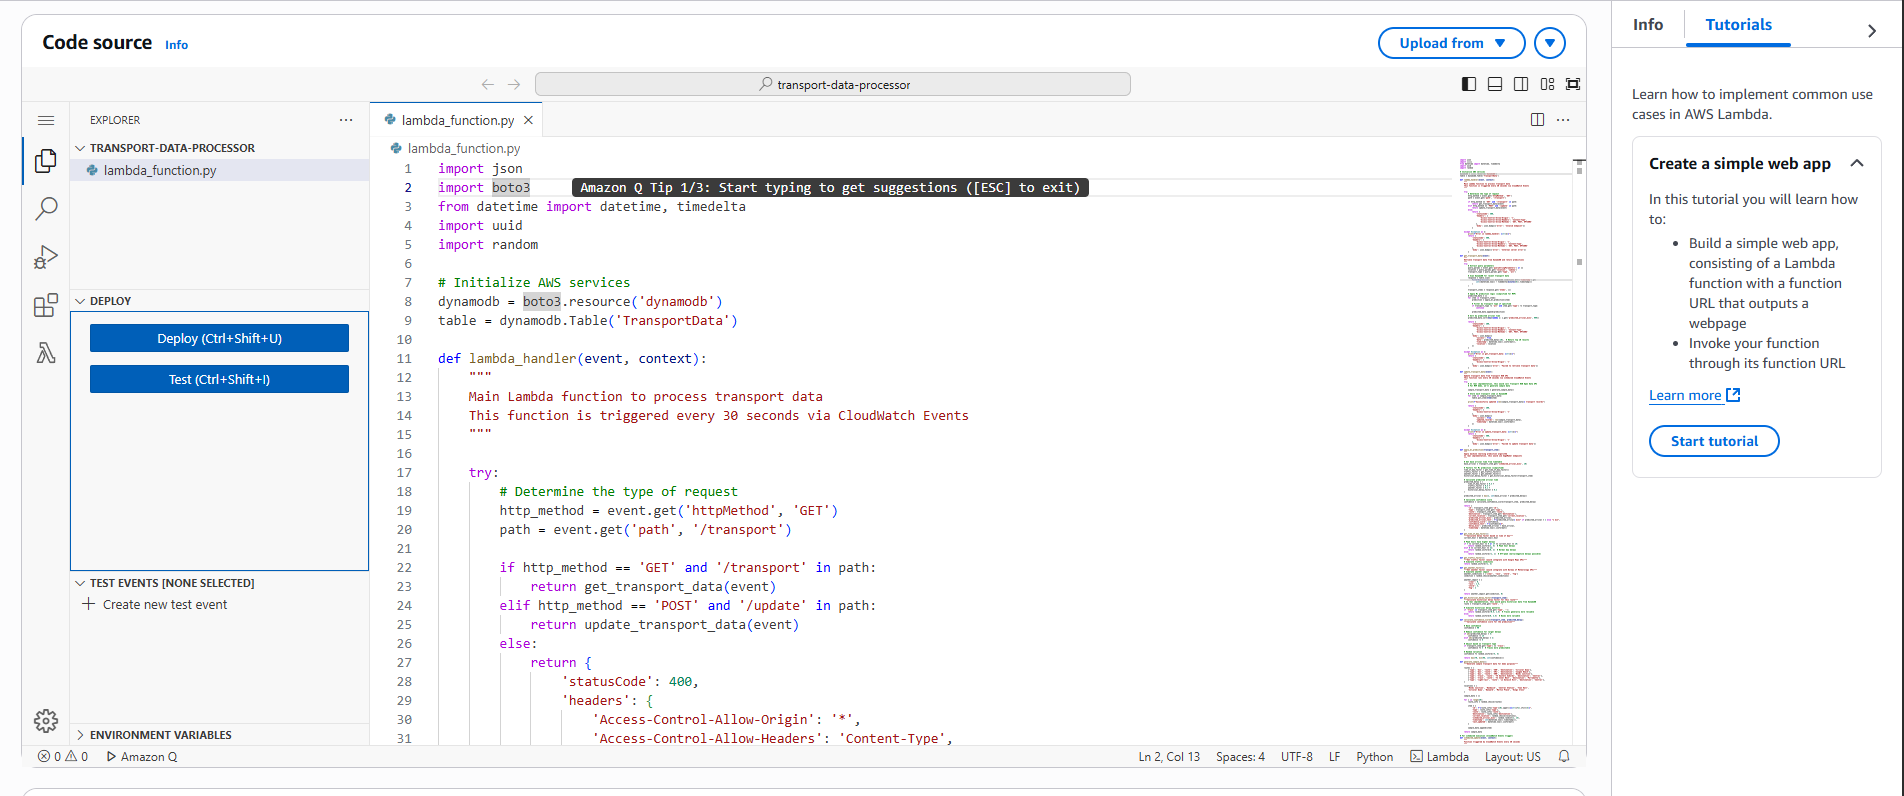 Code source Info
Upload from
transport-data-processor
EXPLORER
TRANSPORT-DATA-PROCESSOR
lambda_function.py
DEPLOY
Deploy (Ctrl+Shift+U)
Test (Ctrl+Shift+I)
TEST EVENTS [NONE SELECTED]
Create new test event
ENVIRONMENT VARIABLES
lambda_function.py
lambda_function.py
1 import json
2 import boto3 Amazon Q Tip 1/3: Start typing to get suggestions ([ESC] to exit)
3 from datetime import datetime, timedelta
4 import uuid
5 import random
6
7 # Initialize AWS services
8 dynamodb = boto3.resource('dynamodb')
9 table = dynamodb.Table('TransportData')
10
11 def lambda_handler(event, context):
12 """
13 Main Lambda function to process transport data
14 This function is triggered every 30 seconds via CloudWatch Events
15 """
16
17 try:
18 # Determine the type of request
19 http_method = event.get('httpMethod', 'GET')
20 path = event.get('path', '/transport')
21
22 if http_method == 'GET' and '/transport' in path:
23 return get_transport_data(event)
24 elif http_method == 'POST' and '/update' in path:
25 return update_transport_data(event)
26 else:
27 return {
28 'statusCode': 400,
29 'headers': {
30 'Access-Control-Allow-Origin': '*',
31 'Access-Control-Allow-Headers': 'Content-Type',
0 0 Amazon Q
Ln 2, Col 13 Spaces: 4 UTF-8 LF Python Lambda Layout: US
Info Tutorials
Learn how to implement common use
cases in AWS Lambda.
Create a simple web app
In this tutorial you will learn how
to:
• Build a simple web app,
consisting of a Lambda
function with a function
URL that outputs a
webpage
• Invoke your function
through its function URL
Learn more
Start tutorial